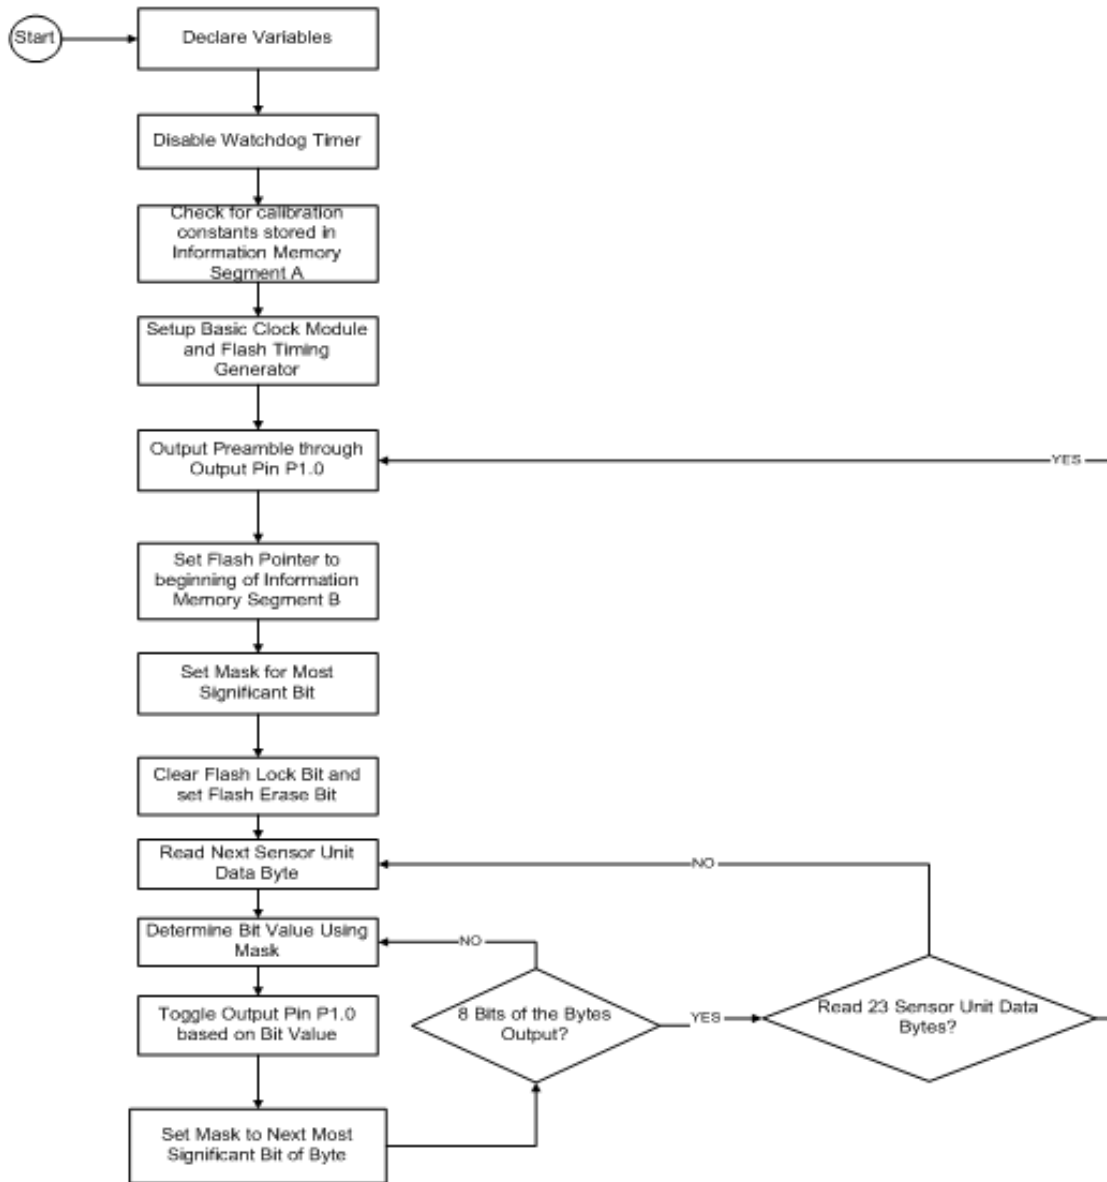 Start
Declare Variables
Disable Watchdog Timer
Check for calibration
constants stored in
Information Memory
Segment A
Setup Basic Clock Module
and Flash Timing
Generator
Output Preamble through
Output Pin P1.0
YES
Set Flash Pointer to
beginning of Information
Memory Segment B
Set Mask for Most
Significant Bit
Clear Flash Lock Bit and
set Flash Erase Bit
Read Next Sensor Unit
Data Byte
NO
Determine Bit Value Using
Mask
NO
Toggle Output Pin P1.0
based on Bit Value
8 Bits of the Bytes
Output?
YES
Read 23 Sensor Unit Data
Bytes?
Set Mask to Next Most
Significant Bit of Byte